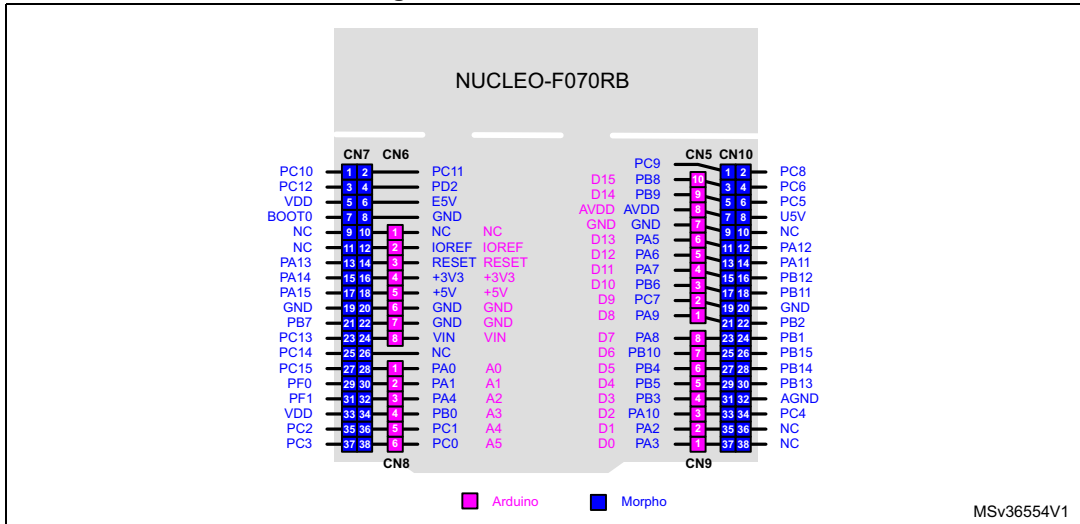 NUCLEO-F070RB
CN7 CN6 CN5 CN10
PC9
PC10 1 2 PC11 1 2 PC8
D15 PB8 10
PC12 3 4 PD2 3 4 PC6
D14 PB9 9
VDD 5 6 E5V 5 6 PC5
AVDD AVDD 8
BOOT0 7 8 GND 7 8 U5V
GND GND 7
NC 9 10 1 NC NC 9 10 NC
D13 PA5 6
NC 11 12 2 IOREF IOREF 11 12 PA12
D12 PA6 5
PA13 13 14 3 RESET RESET 13 14 PA11
D11 PA7 4
PA14 15 16 4 +3V3 +3V3 15 16 PB12
D10 PB6 3
PA15 17 18 5 +5V +5V 17 18 PB11
D9 PC7 2
GND 19 20 6 GND GND 19 20 GND
D8 PA9 1
PB7 21 22 7 GND GND 21 22 PB2
PC13 23 24 8 VIN VIN D7 PA8 8 23 24 PB1
PC14 25 26 NC D6 PB10 7 25 26 PB15
PC15 27 28 1 PA0 A0 D5 PB4 6 27 28 PB14
PF0 29 30 2 PA1 A1 D4 PB5 5 29 30 PB13
PF1 31 32 3 PA4 A2 D3 PB3 4 31 32 AGND
VDD 33 34 4 PB0 A3 D2 PA10 3 33 34 PC4
PC2 35 36 5 PC1 A4 D1 PA2 2 35 36 NC
PC3 37 38 6 PC0 A5 D0 PA3 1 37 38 NC
CN8 CN9
Arduino Morpho
MSv36554V1